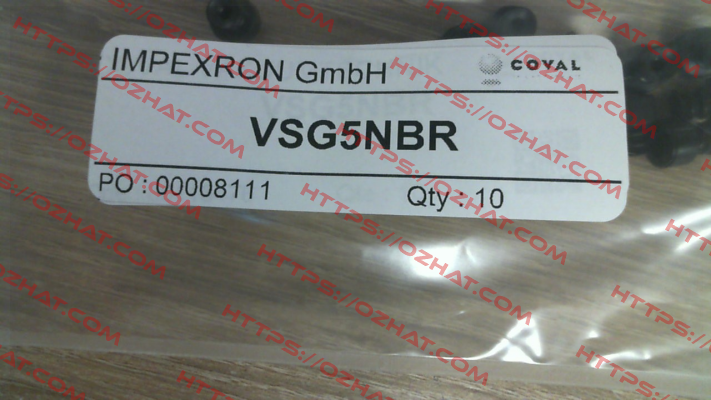 IMPEXRON GmbH
COVAL
VSG5NBR
PO : 00008111
Qty : 10
HTTPS://OZHAT.COM